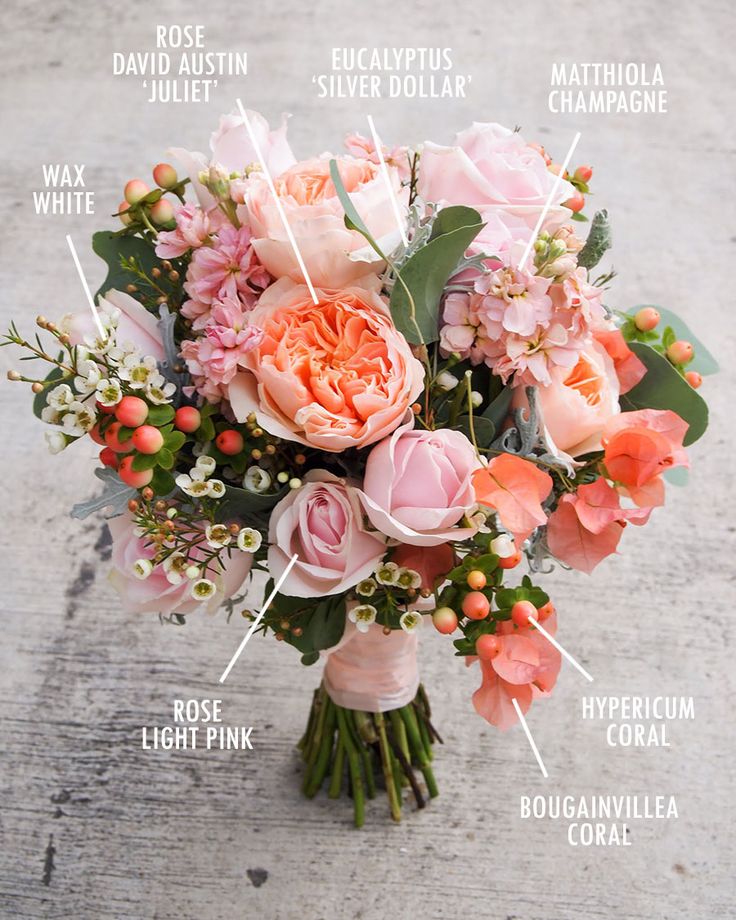 ROSE
DAVID AUSTIN
‘JULIET’
EUCALYPTUS
‘SILVER DOLLAR’
MATTHIOLA
CHAMPAGNE
WAX
WHITE
ROSE
LIGHT PINK
HYPERICUM
CORAL
BOUGAINVILLEA
CORAL